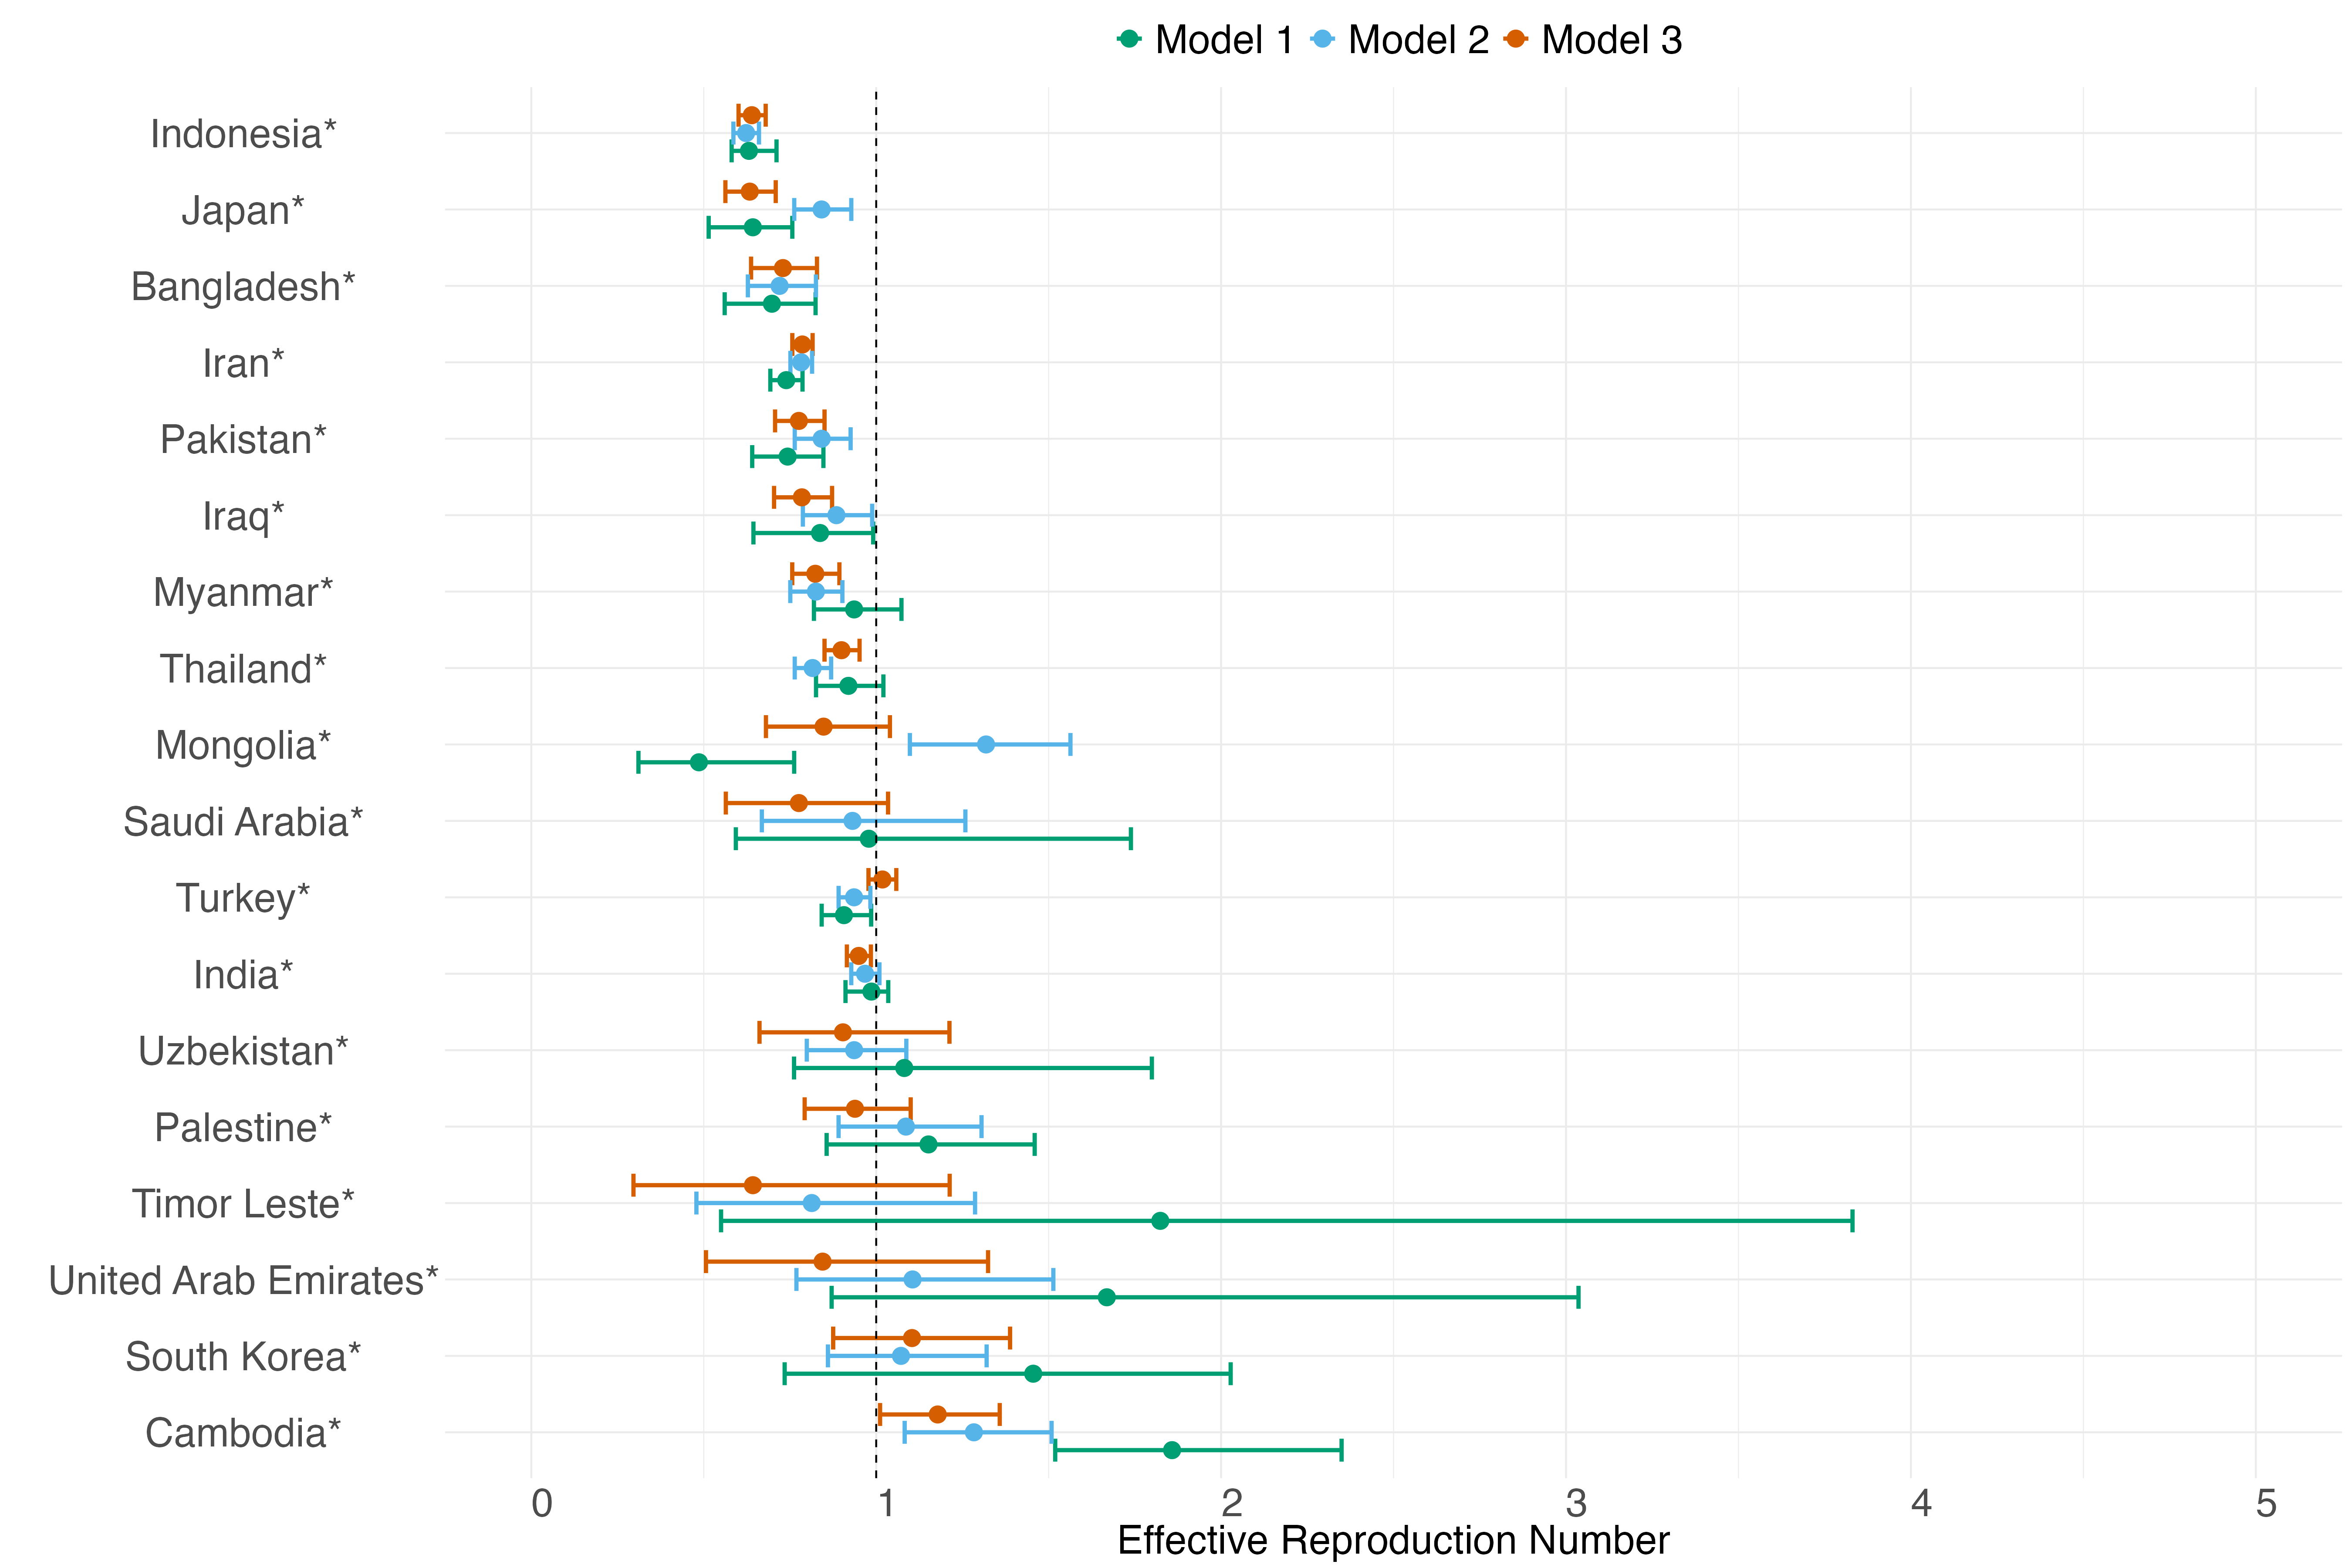 Model 1 Model 2 Model 3
Indonesia*
Japan*
Bangladesh*
Iran*
Pakistan*
Iraq*
Myanmar*
Thailand*
Mongolia*
Saudi Arabia*
Turkey*
India*
Uzbekistan*
Palestine*
Timor Leste*
United Arab Emirates*
South Korea*
Cambodia*
0 1 2 3 4 5
Effective Reproduction Number